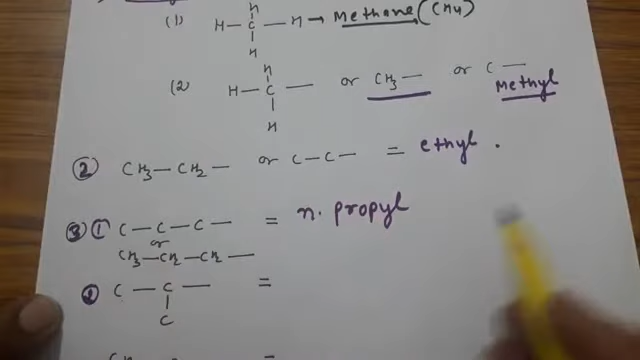 H
(1) H-C-H → Methane (CH4)
H
H
(2) H-C- or CH3- or C-
Methyl
H
② CH3-CH2- or C-C- = ethyl.
③ ① C-C-C- = n. propyl
or
CH3-CH2-CH2-
② C-C- =
C